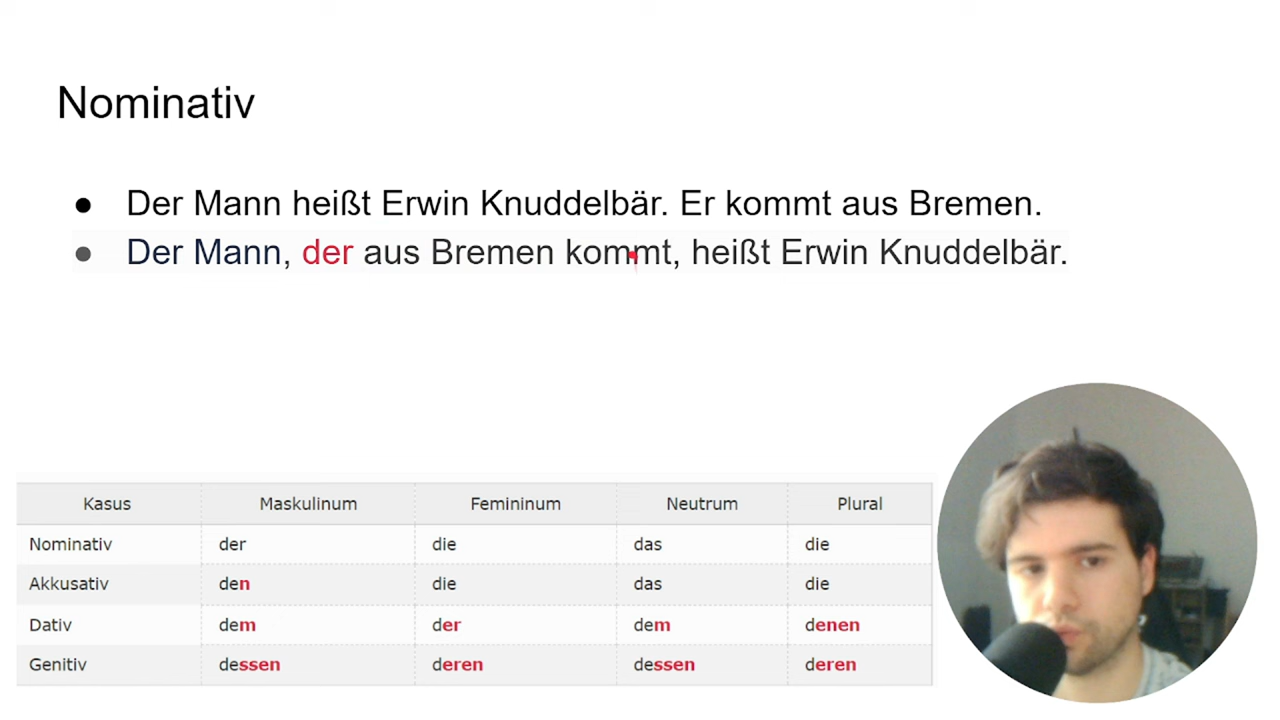 Nominativ
● Der Mann heißt Erwin Knuddelbär. Er kommt aus Bremen.
● Der Mann, der aus Bremen kommt, heißt Erwin Knuddelbär.
Kasus Maskulinum Femininum Neutrum Plural
Nominativ der die das die
Akkusativ den die das die
Dativ dem der dem denen
Genitiv dessen deren dessen deren